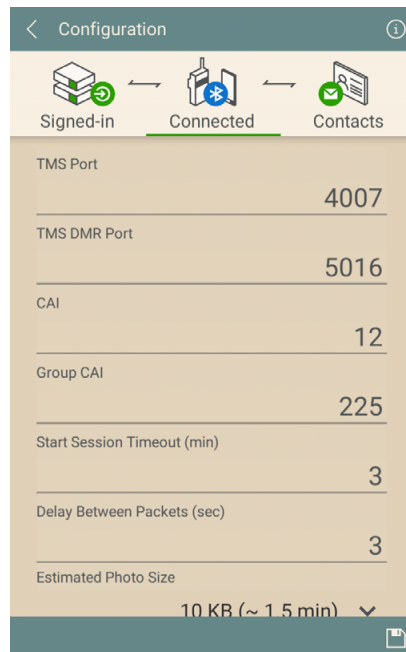 Configuration
Signed-in
Connected
Contacts
TMS Port
4007
TMS DMR Port
5016
CAI
12
Group CAI
225
Start Session Timeout (min)
3
Delay Between Packets (sec)
3
Estimated Photo Size
10 KB (~ 1.5 min)